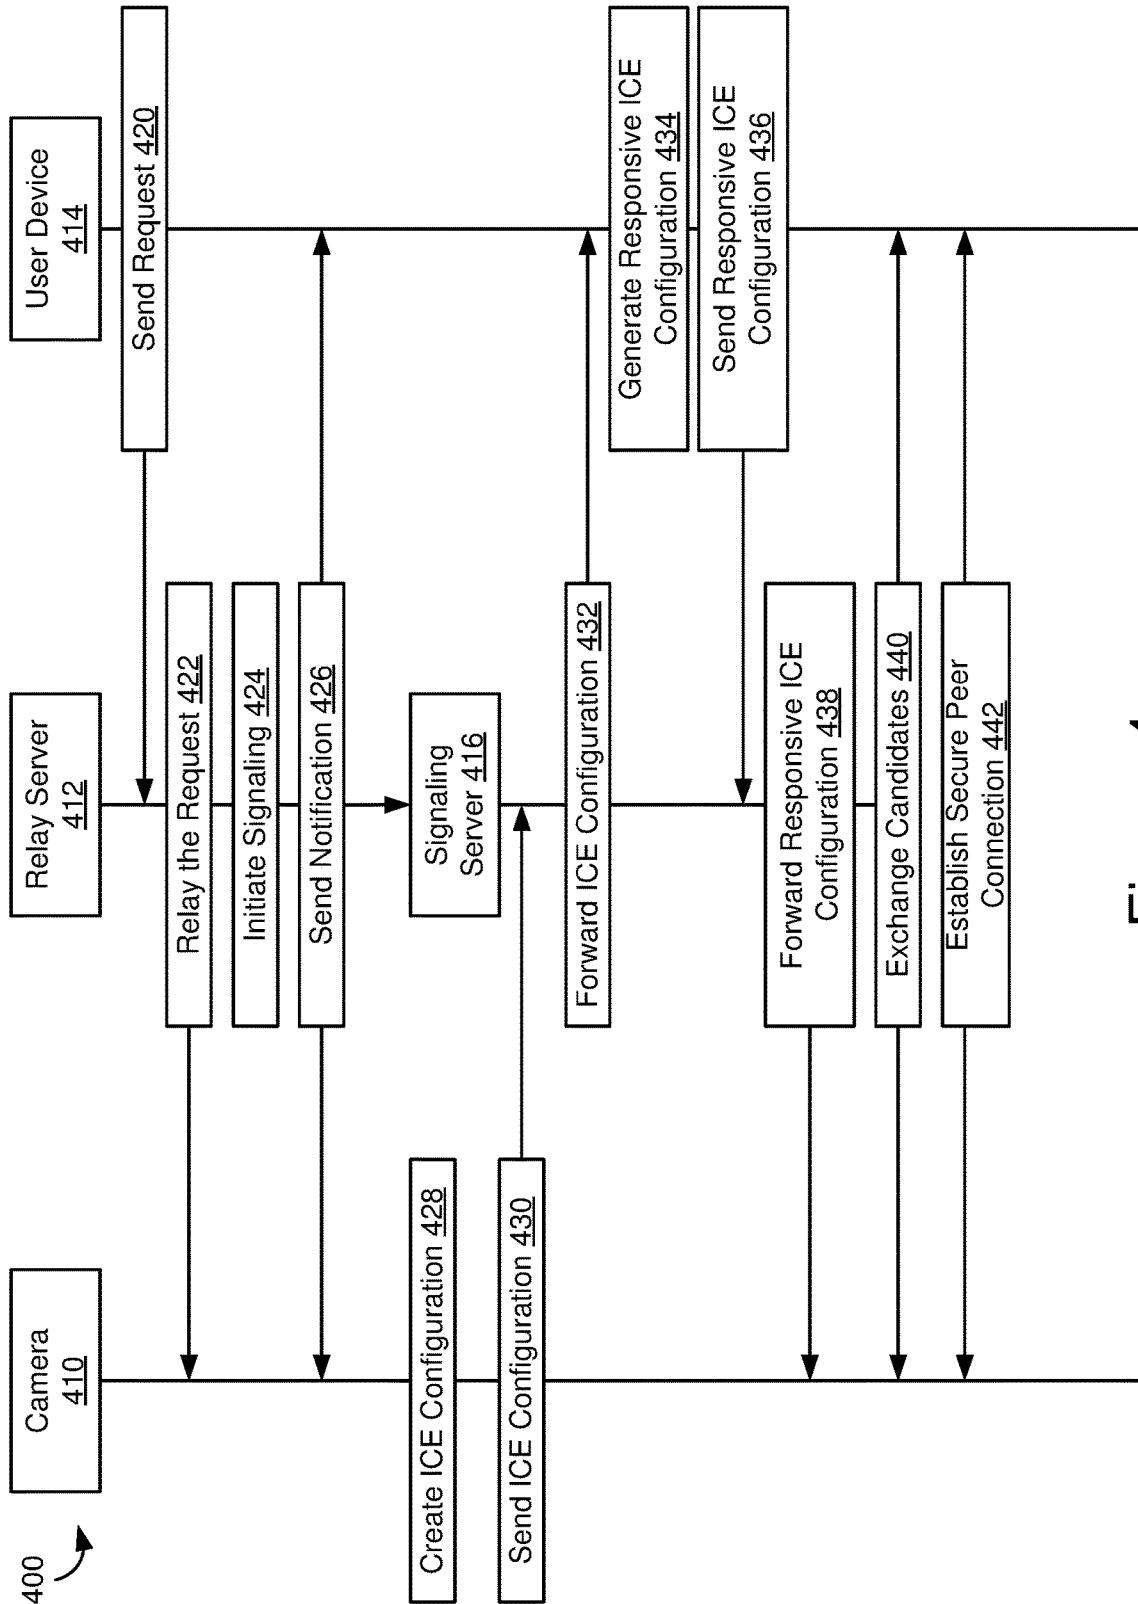 400
Camera
410
Relay Server
412
User Device
414
Send Request 420
Relay the Request 422
Initiate Signaling 424
Send Notification 426
Signaling
Server 416
Create ICE Configuration 428
Send ICE Configuration 430
Forward ICE Configuration 432
Generate Responsive ICE
Configuration 434
Send Responsive ICE
Configuration 436
Forward Responsive ICE
Configuration 438
Exchange Candidates 440
Establish Secure Peer
Connection 442